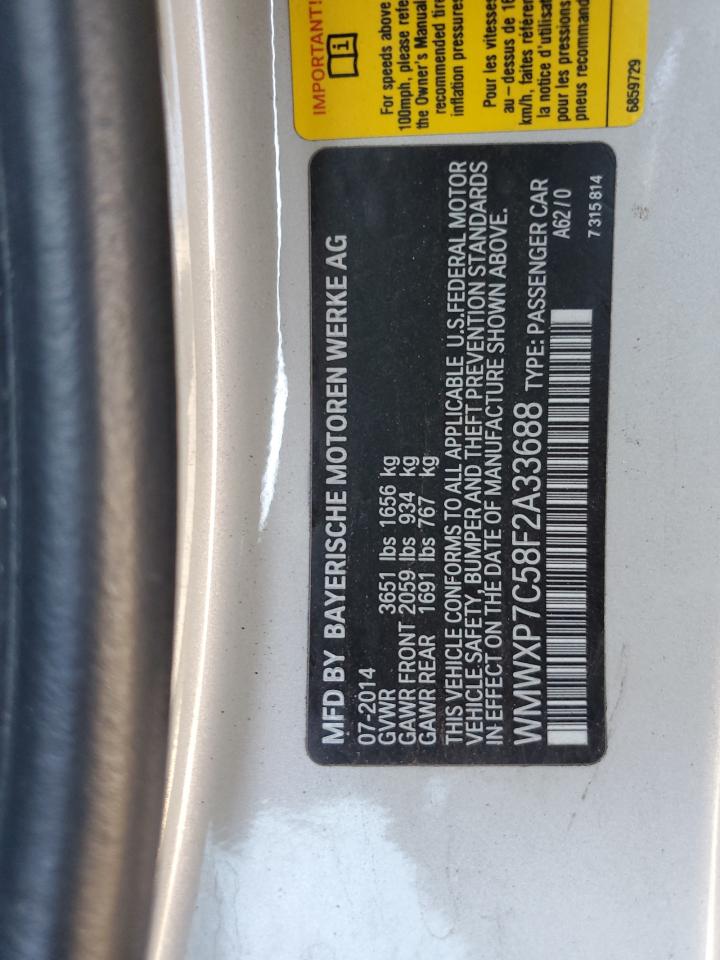 IMPORTANT!
For speeds above
100mph, please refe
the Owner's Manual
recommended tire
inflation pressures
Pour les vitesses
au-dessus de 16
km/h, faites référen
la notice d'utilisat
pour les pressions
pneus recommand
6859729
MFD BY BAYERISCHE MOTOREN WERKE AG
07-2014
GVWR 3651 lbs 1656 kg
GAWR FRONT 2059 lbs 934 kg
GAWR REAR 1691 lbs 767 kg
THIS VEHICLE CONFORMS TO ALL APPLICABLE U.S.FEDERAL MOTOR
VEHICLE SAFETY, BUMPER AND THEFT PREVENTION STANDARDS
IN EFFECT ON THE DATE OF MANUFACTURE SHOWN ABOVE.
WMWXP7C58F2A33688 TYPE: PASSENGER CAR
A62/0
7 315 814